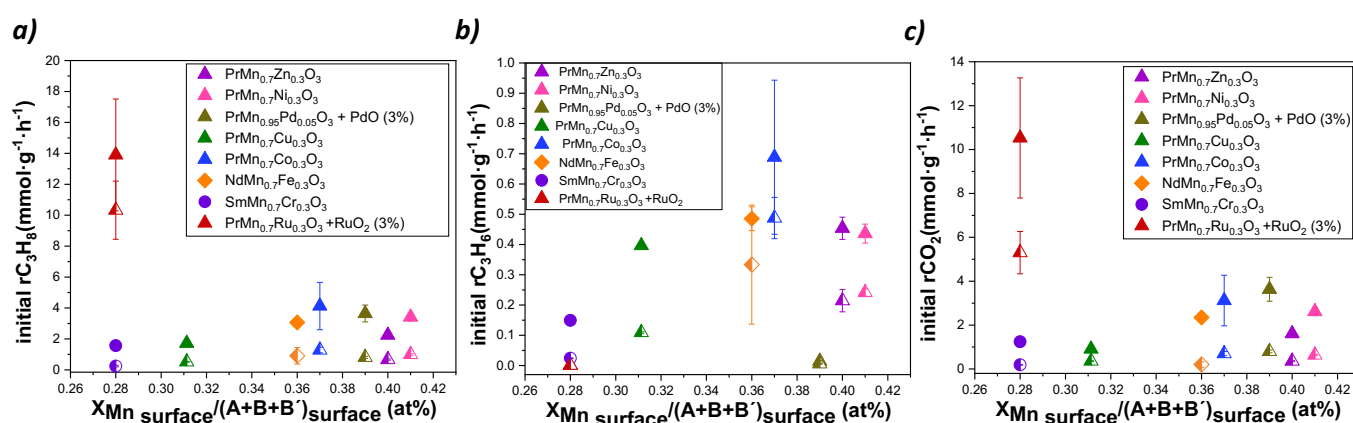 a)
initial rC₃H₈(mmol·g⁻¹·h⁻¹)
20
18
16
14
12
10
8
6
4
2
0
PrMn₀.₇Zn₀.₃O₃
PrMn₀.₇Ni₀.₃O₃
PrMn₀.₉₅Pd₀.₀₅O₃ + PdO (3%)
PrMn₀.₇Cu₀.₃O₃
PrMn₀.₇Co₀.₃O₃
NdMn₀.₇Fe₀.₃O₃
SmMn₀.₇Cr₀.₃O₃
PrMn₀.₇Ru₀.₃O₃ +RuO₂ (3%)
0.26 0.28 0.30 0.32 0.34 0.36 0.38 0.40 0.42
X_Mn surface/(A+B+B´)surface (at%)
b)
initial rC₃H₆(mmol·g⁻¹·h⁻¹)
1.0
0.9
0.8
0.7
0.6
0.5
0.4
0.3
0.2
0.1
0.0
PrMn₀.₇Zn₀.₃O₃
PrMn₀.₇Ni₀.₃O₃
PrMn₀.₉₅Pd₀.₀₅O₃ + PdO (3%)
PrMn₀.₇Cu₀.₃O₃
PrMn₀.₇Co₀.₃O₃
NdMn₀.₇Fe₀.₃O₃
SmMn₀.₇Cr₀.₃O₃
PrMn₀.₇Ru₀.₃O₃ +RuO₂
0.26 0.28 0.30 0.32 0.34 0.36 0.38 0.40 0.42
X_Mn surface/(A+B+B´)surface (at%)
c)
initial rCO₂(mmol·g⁻¹·h⁻¹)
14
12
10
8
6
4
2
0
PrMn₀.₇Zn₀.₃O₃
PrMn₀.₇Ni₀.₃O₃
PrMn₀.₉₅Pd₀.₀₅O₃ + PdO (3%)
PrMn₀.₇Cu₀.₃O₃
PrMn₀.₇Co₀.₃O₃
NdMn₀.₇Fe₀.₃O₃
SmMn₀.₇Cr₀.₃O₃
PrMn₀.₇Ru₀.₃O₃ +RuO₂ (3%)
0.26 0.28 0.30 0.32 0.34 0.36 0.38 0.40 0.42
X_Mn surface/(A+B+B´)surface (at%)